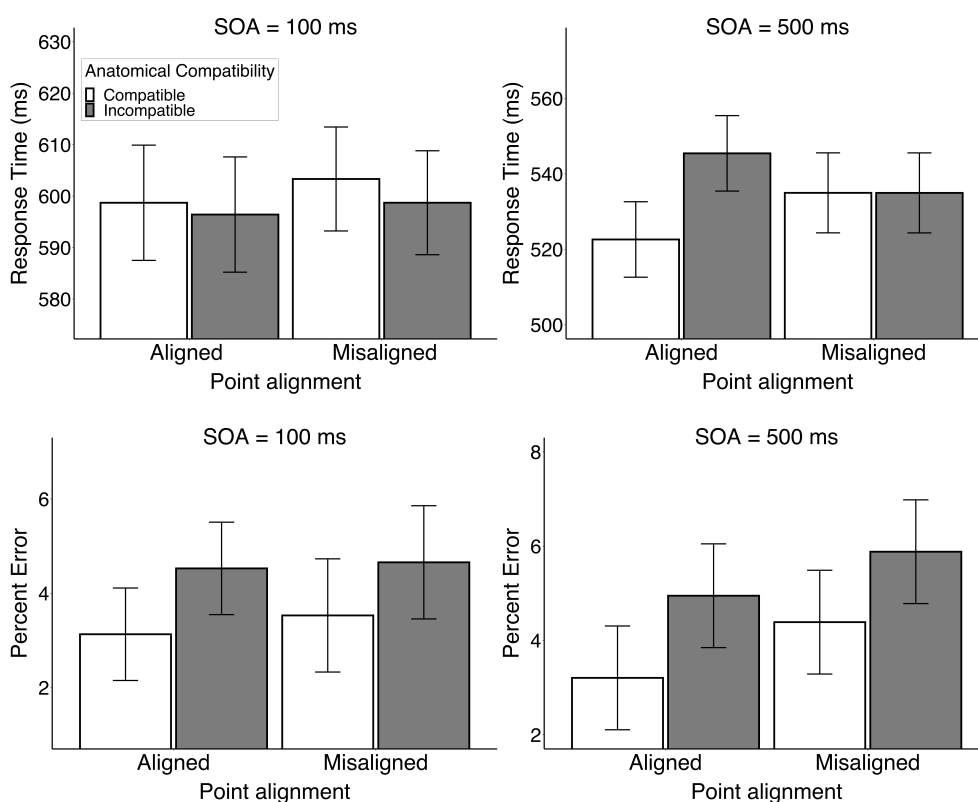 SOA = 100 ms
630
620
610
600
590
580
Response Time (ms)
Anatomical Compatibility
Compatible
Incompatible
Aligned Misaligned
Point alignment
SOA = 500 ms
560
540
520
500
Response Time (ms)
Aligned Misaligned
Point alignment
SOA = 100 ms
6
4
2
Percent Error
Aligned Misaligned
Point alignment
SOA = 500 ms
8
6
4
2
Percent Error
Aligned Misaligned
Point alignment